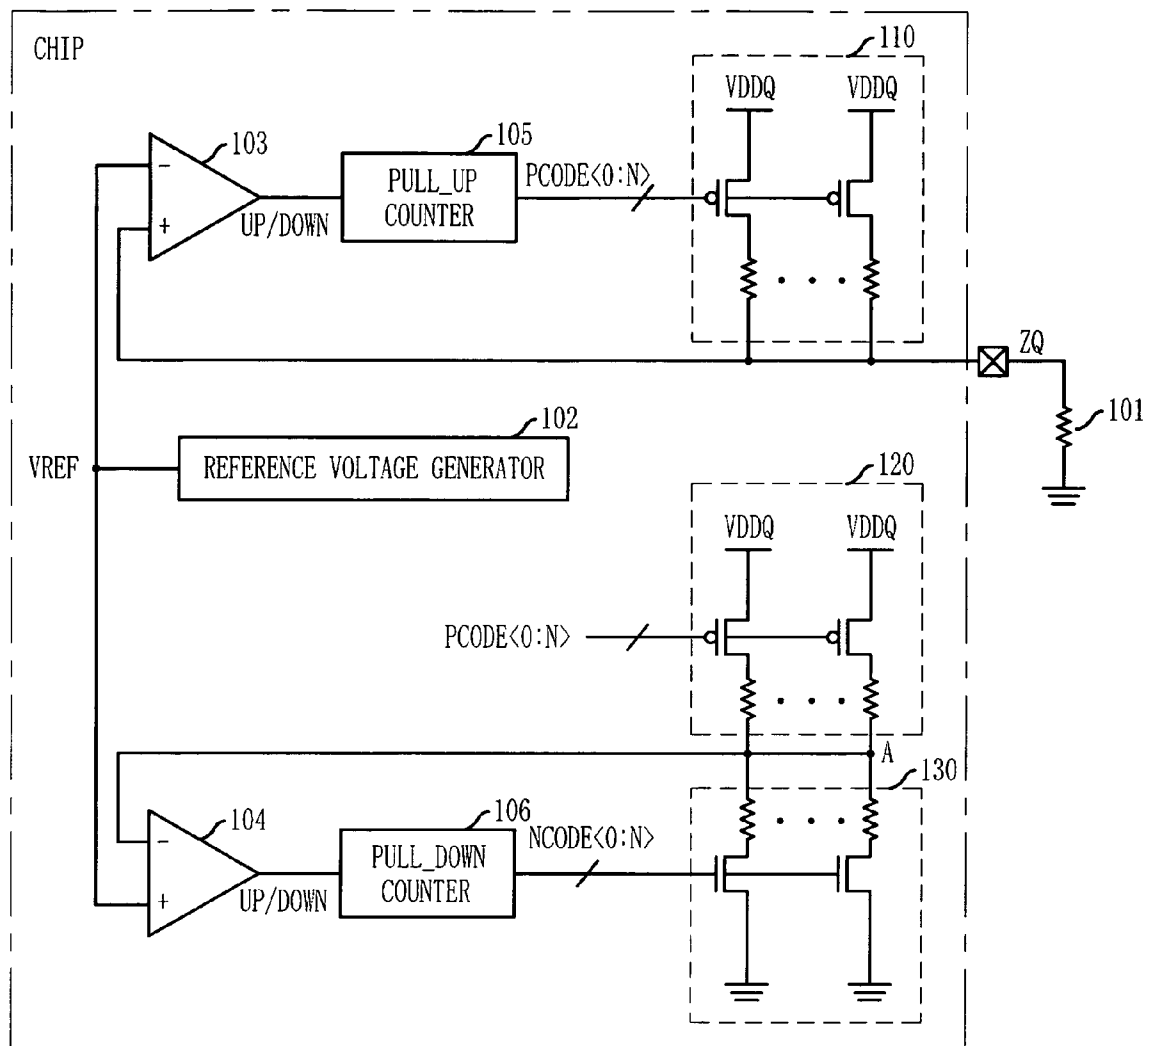 CHIP
110
VDDQ VDDQ
103
105
PULL_UP
COUNTER
PCODE<0:N>
-
+
UP/DOWN
ZQ
101
102
VREF
REFERENCE VOLTAGE GENERATOR
120
VDDQ VDDQ
PCODE<0:N>
A
130
104
106
PULL_DOWN
COUNTER
NCODE<0:N>
-
+
UP/DOWN